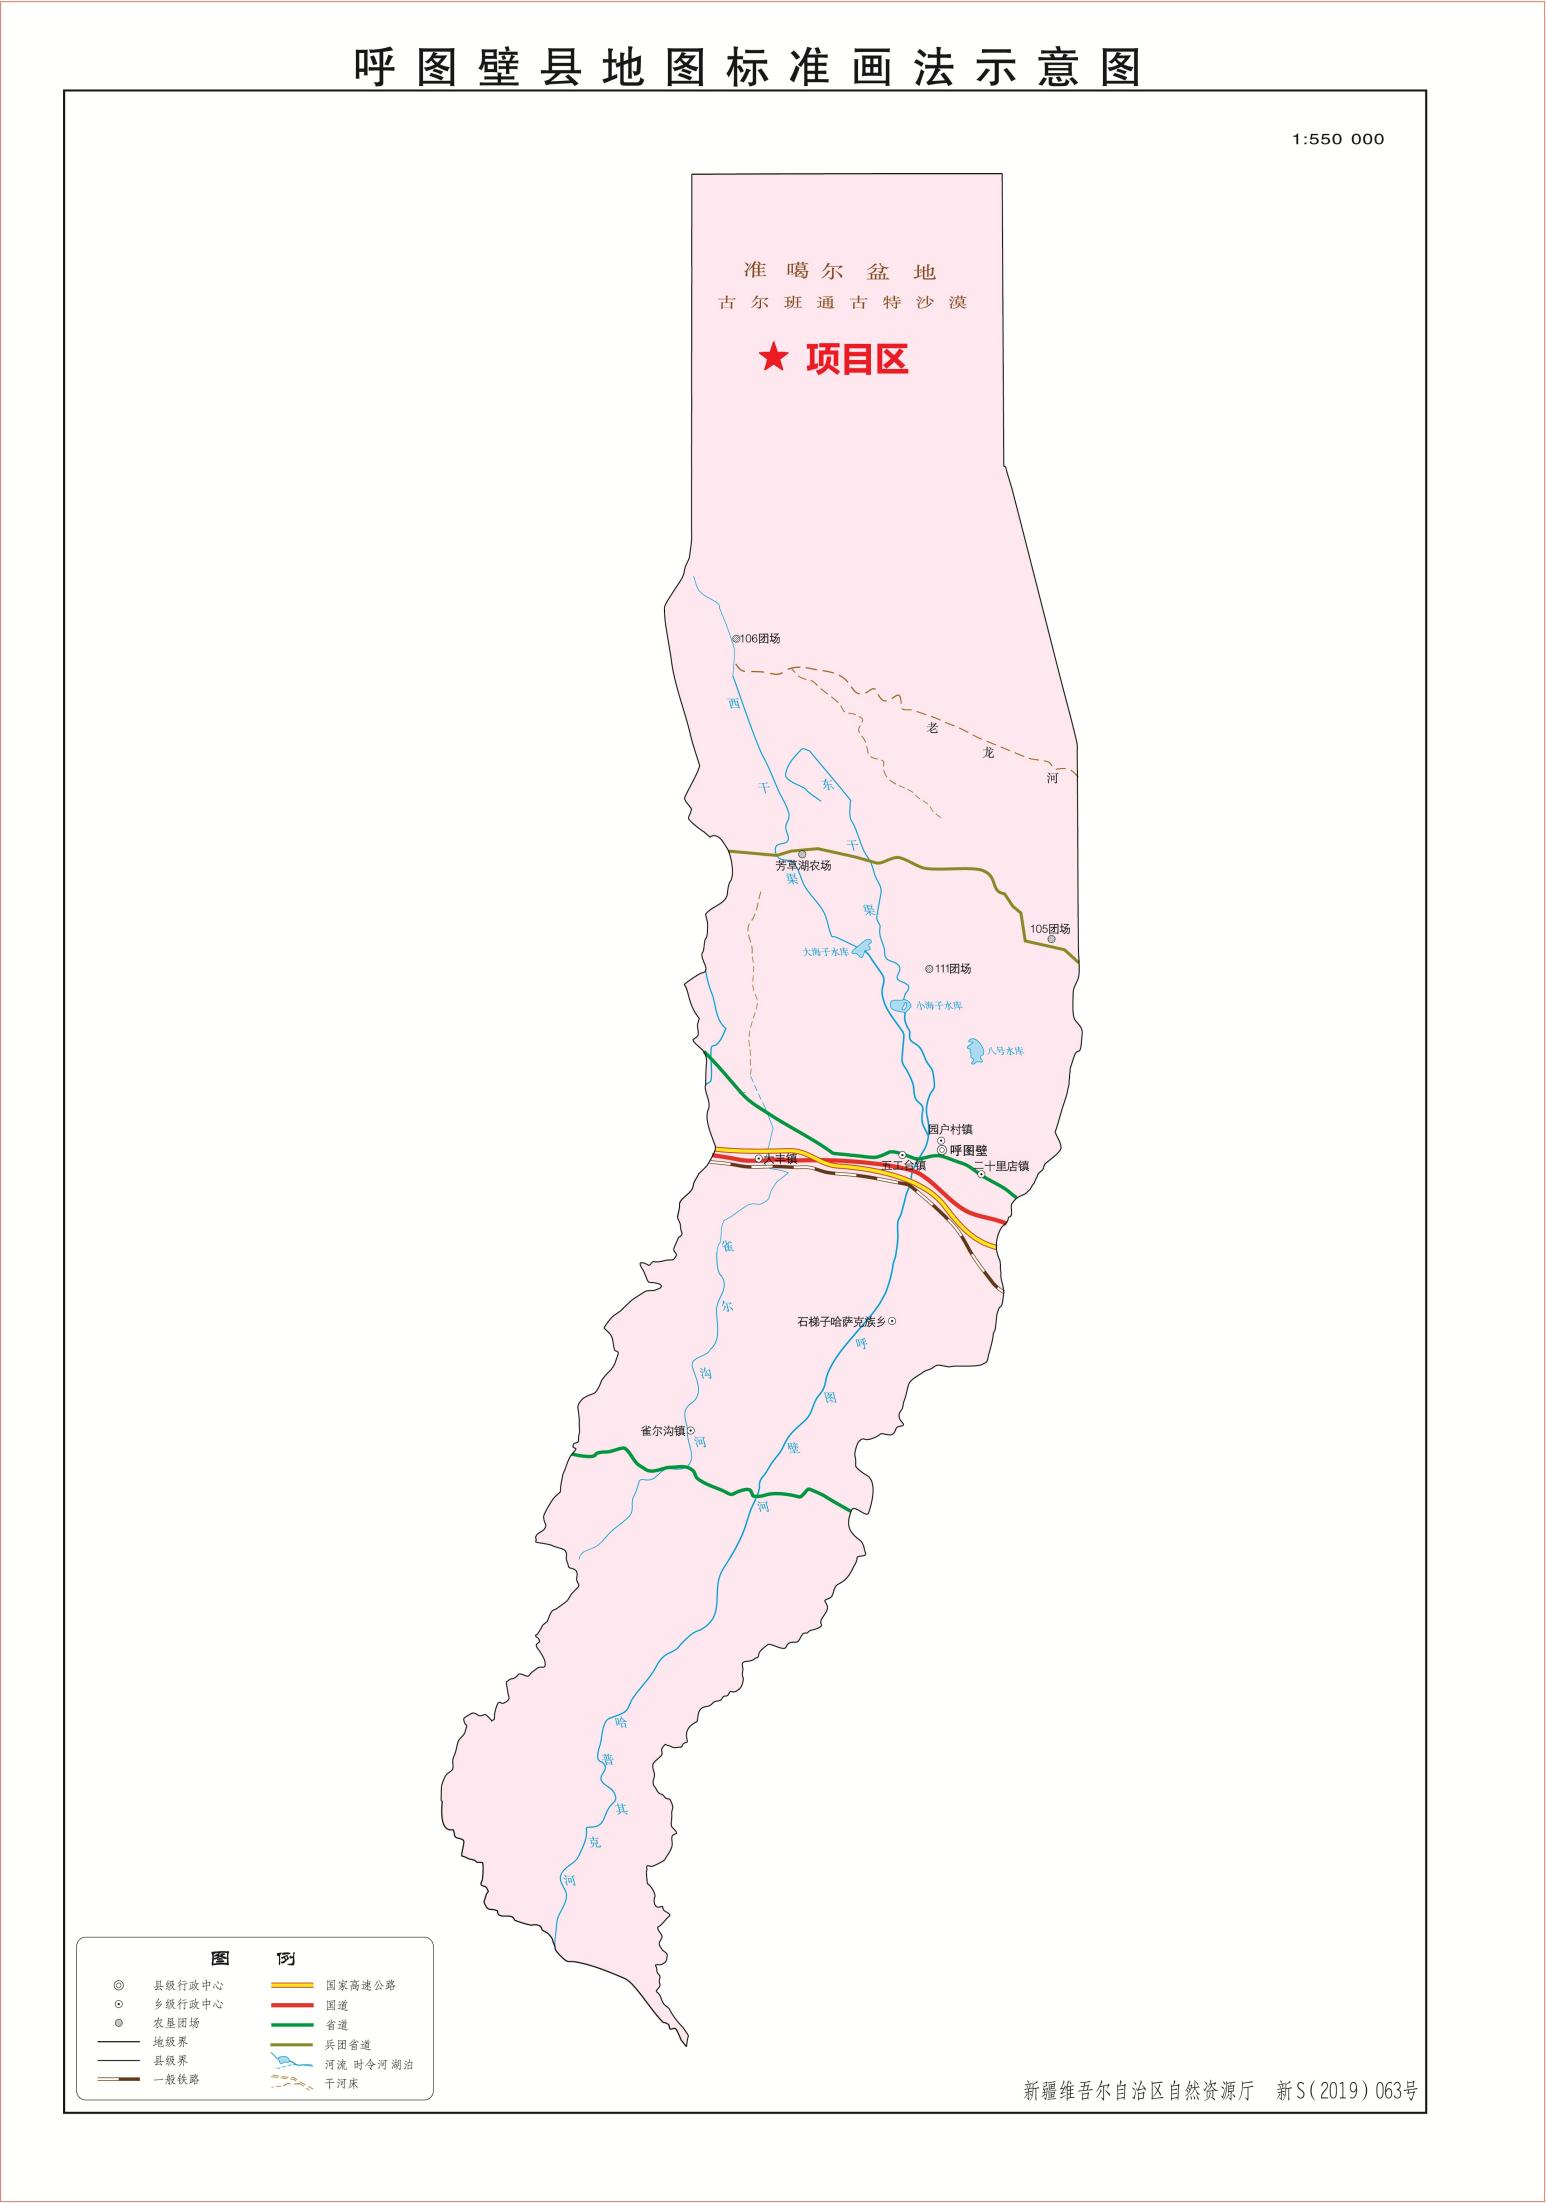 呼图壁县地图标准画法示意图
1:550 000
准噶尔盆地
古尔班通古特沙漠
★ 项目区
106团场
西干渠
老龙河
东干渠
芳草湖农场
105团场
大海子水库
111团场
小海子水库
八号水库
园户村镇
呼图壁
大丰镇
五工台镇
二十里店镇
雀尔沟河
石梯子哈萨克族乡
呼图壁河
雀尔沟镇
哈普其克河
图 例
县级行政中心
乡级行政中心
农垦团场
地级界
县级界
一般铁路
国家高速公路
国道
省道
兵团省道
河流 时令河 湖泊
干河床
新疆维吾尔自治区自然资源厅 新S(2019)063号